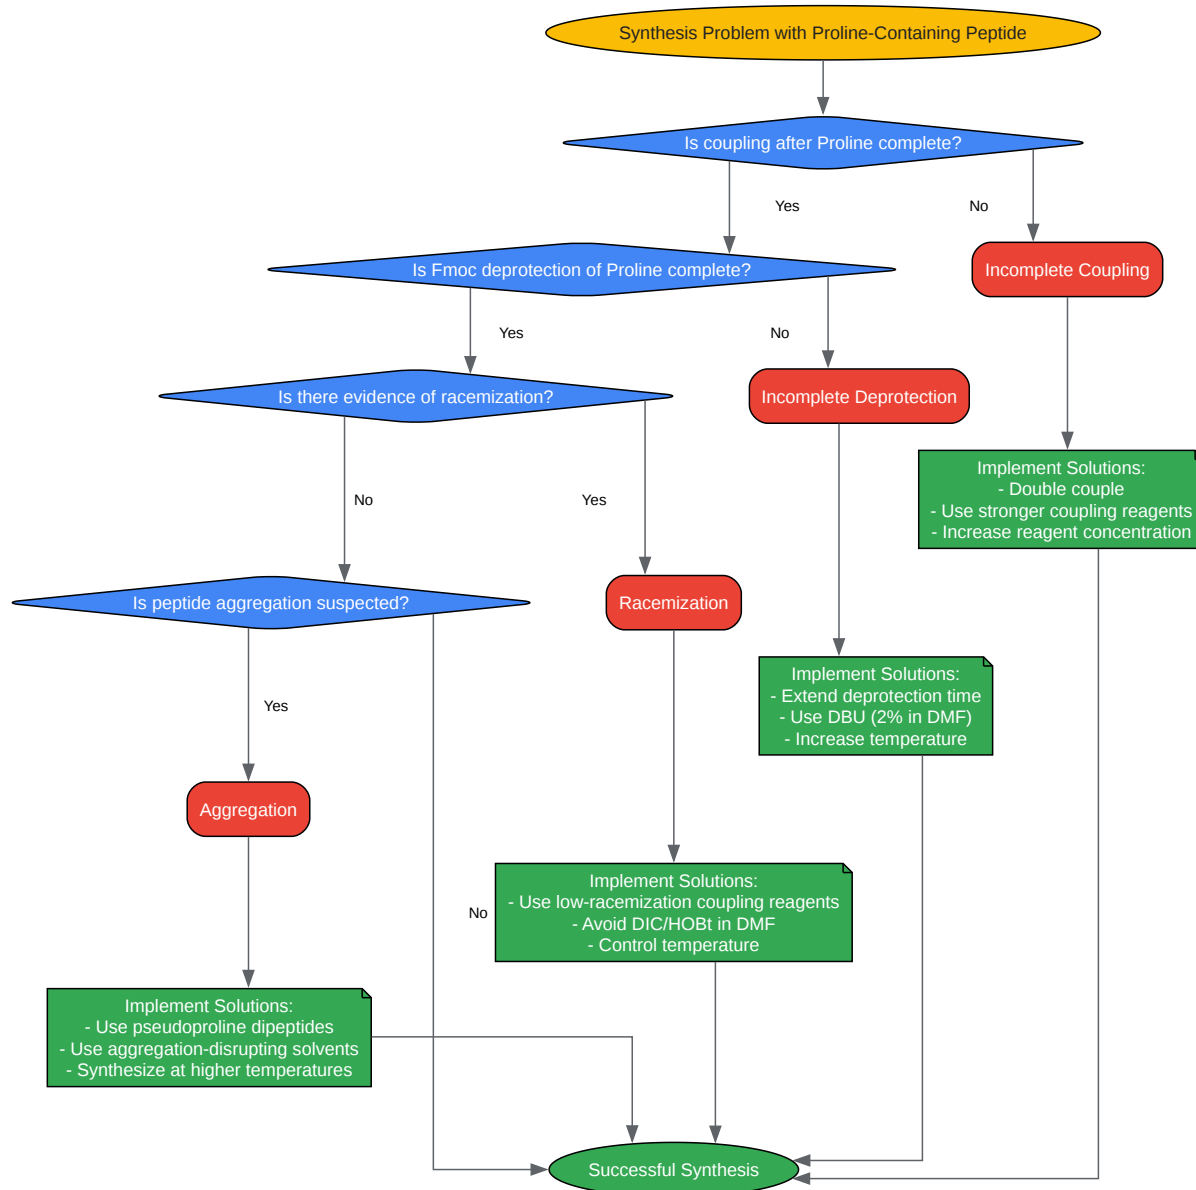 Synthesis Problem with Proline-Containing Peptide
Is coupling after Proline complete?
Yes
No
Is Fmoc deprotection of Proline complete?
Incomplete Coupling
Yes
No
Is there evidence of racemization?
Incomplete Deprotection
Implement Solutions:
- Double couple
- Use stronger coupling reagents
- Increase reagent concentration
No
Yes
Is peptide aggregation suspected?
Racemization
Implement Solutions:
- Extend deprotection time
- Use DBU (2% in DMF)
- Increase temperature
Yes
Aggregation
Implement Solutions:
- Use low-racemization coupling reagents
- Avoid DIC/HOBt in DMF
- Control temperature
No
Implement Solutions:
- Use pseudoproline dipeptides
- Use aggregation-disrupting solvents
- Synthesize at higher temperatures
Successful Synthesis